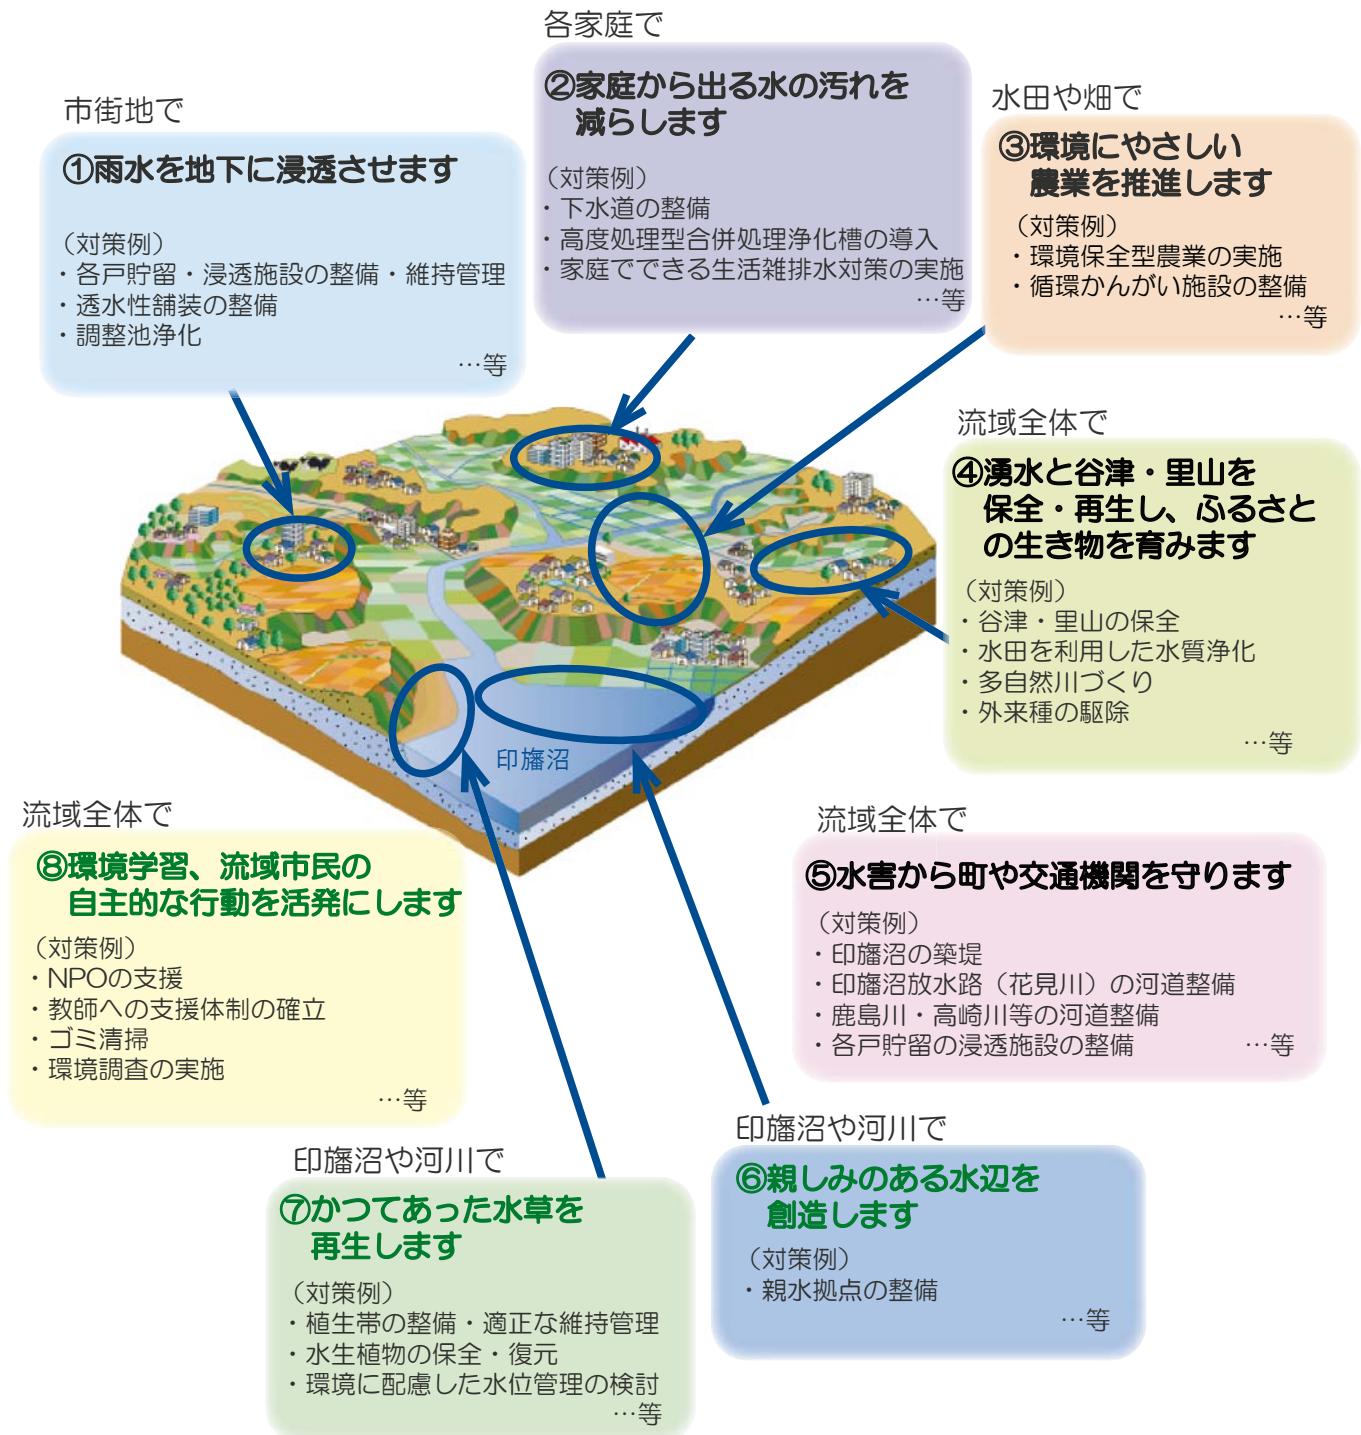 市街地で
①雨水を地下に浸透させます
（対策例）
・各戸貯留・浸透施設の整備・維持管理
・透水性舗装の整備
・調整池浄化
…等
各家庭で
②家庭から出る水の汚れを
減らします
（対策例）
・下水道の整備
・高度処理型合併処理浄化槽の導入
・家庭でできる生活雑排水対策の実施
…等
水田や畑で
③環境にやさしい
農業を推進します
（対策例）
・環境保全型農業の実施
・循環かんがい施設の整備
…等
流域全体で
④湧水と谷津・里山を
保全・再生し、ふるさと
の生き物を育みます
（対策例）
・谷津・里山の保全
・水田を利用した水質浄化
・多自然川づくり
・外来種の駆除
…等
印旛沼
流域全体で
⑤水害から町や交通機関を守ります
（対策例）
・印旛沼の築堤
・印旛沼放水路（花見川）の河道整備
・鹿島川・高崎川等の河道整備
・各戸貯留の浸透施設の整備　…等
印旛沼や河川で
⑥親しみのある水辺を
創造します
（対策例）
・親水拠点の整備
…等
印旛沼や河川で
⑦かつてあった水草を
再生します
（対策例）
・植生帯の整備・適正な維持管理
・水生植物の保全・復元
・環境に配慮した水位管理の検討
…等
流域全体で
⑧環境学習、流域市民の
自主的な行動を活発にします
（対策例）
・NPOの支援
・教師への支援体制の確立
・ゴミ清掃
・環境調査の実施
…等